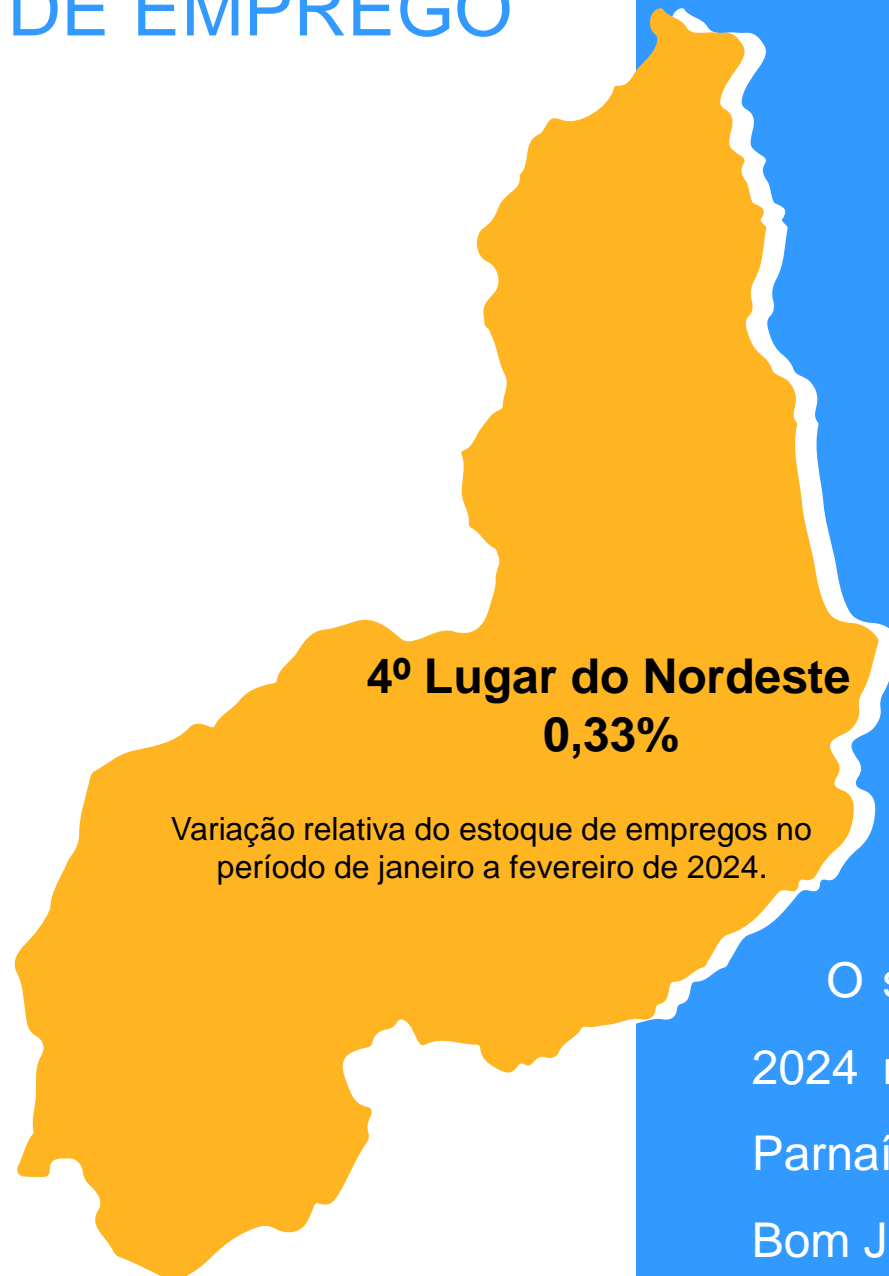 DE EMPREGO
4º Lugar do Nordeste
0,33%
Variação relativa do estoque de empregos no
período de janeiro a fevereiro de 2024.
O
2024
Bom